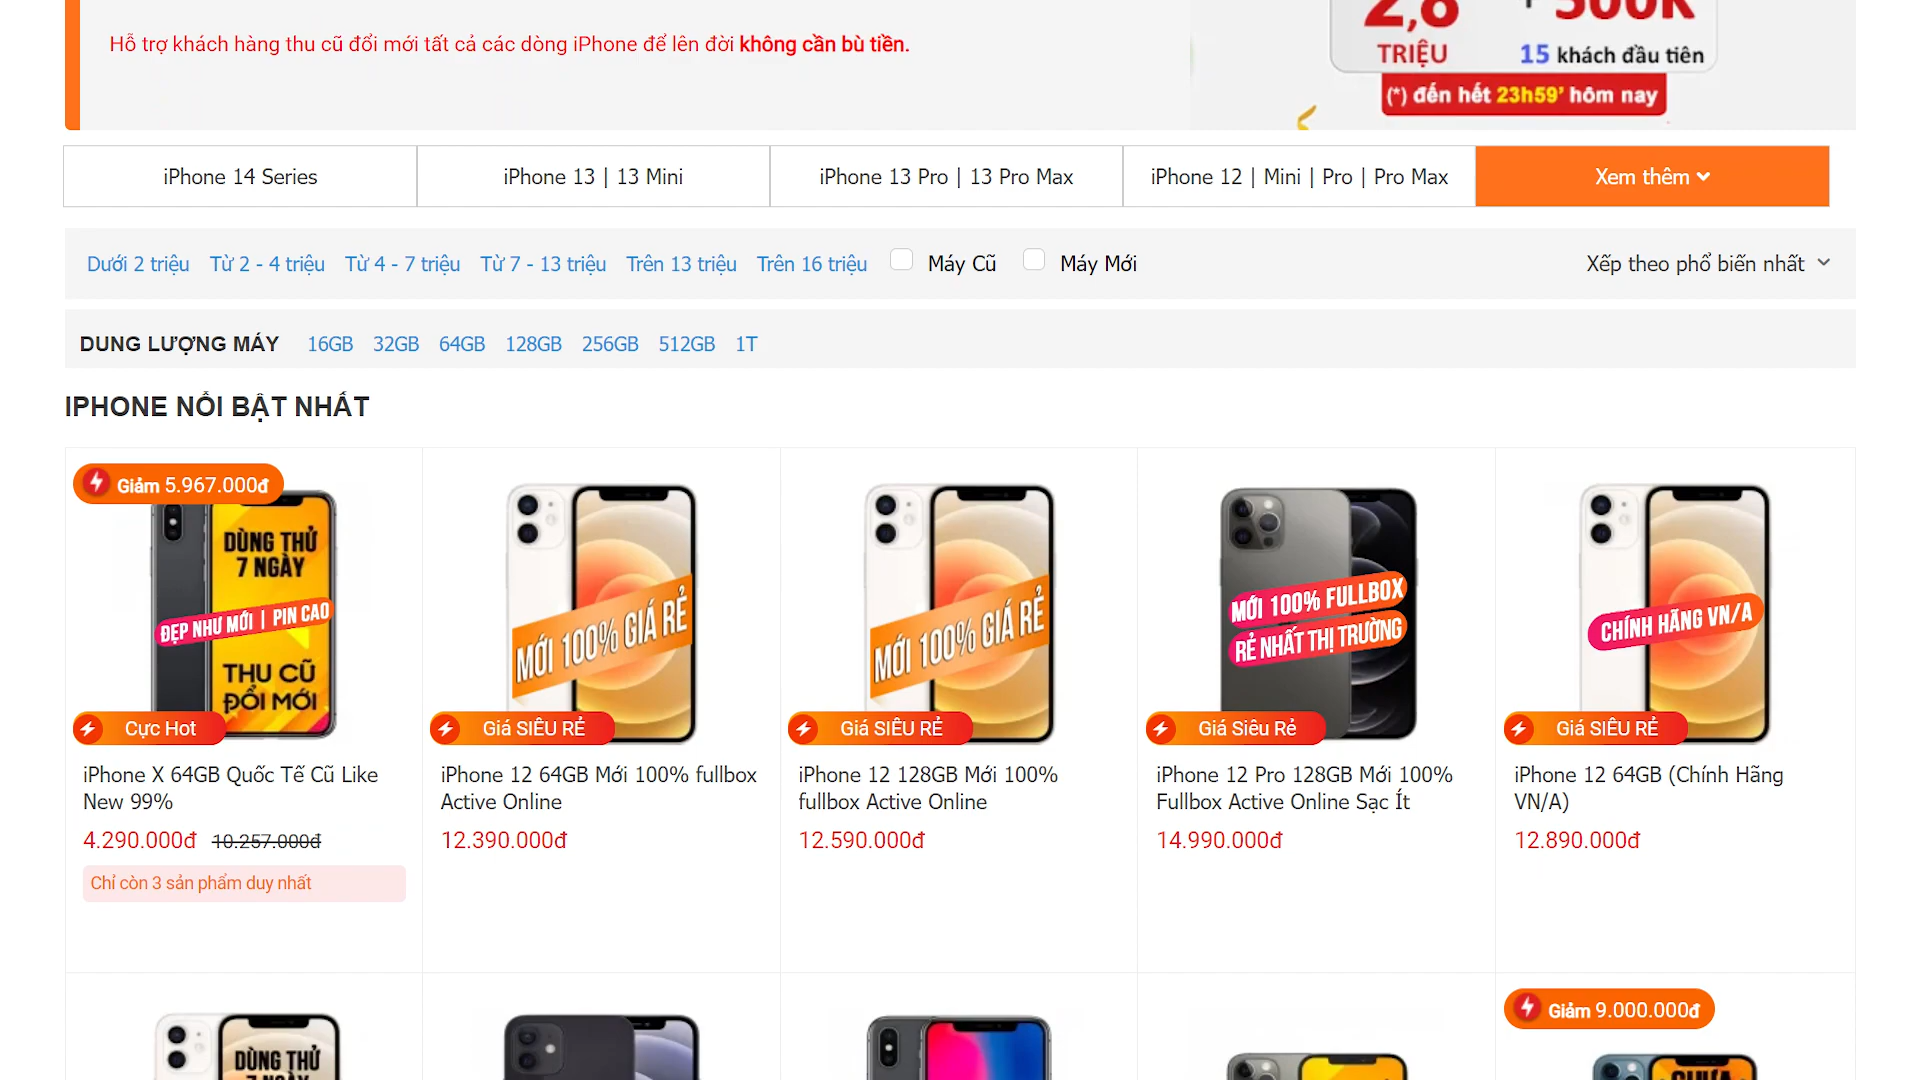 2,8 + 500K
TRIỆU 15 khách đầu tiên
(*) đến hết 23h59' hôm nay
Hỗ trợ khách hàng thu cũ đổi mới tất cả các dòng iPhone để lên đời không cần bù tiền.
iPhone 14 Series
iPhone 13 | 13 Mini
iPhone 13 Pro | 13 Pro Max
iPhone 12 | Mini | Pro | Pro Max
Xem thêm
Dưới 2 triệu Từ 2 - 4 triệu Từ 4 - 7 triệu Từ 7 - 13 triệu Trên 13 triệu Trên 16 triệu Máy Cũ Máy Mới
Xếp theo phổ biến nhất
DUNG LƯỢNG MÁY 16GB 32GB 64GB 128GB 256GB 512GB 1T
IPHONE NỔI BẬT NHẤT
Giảm 5.967.000đ
DÙNG THỬ
7 NGÀY
ĐẸP NHƯ MỚI | PIN CAO
THU CŨ
ĐỔI MỚI
Cực Hot
iPhone X 64GB Quốc Tế Cũ Like
New 99%
4.290.000đ 10.257.000đ
Chỉ còn 3 sản phẩm duy nhất
MỚI 100% GIÁ RẺ
Giá SIÊU RẺ
iPhone 12 64GB Mới 100% fullbox
Active Online
12.390.000đ
MỚI 100% GIÁ RẺ
Giá SIÊU RẺ
iPhone 12 128GB Mới 100%
fullbox Active Online
12.590.000đ
MỚI 100% FULLBOX
RẺ NHẤT THỊ TRƯỜNG
Giá Siêu Rẻ
iPhone 12 Pro 128GB Mới 100%
Fullbox Active Online Sạc Ít
14.990.000đ
CHÍNH HÃNG VN/A
Giá SIÊU RẺ
iPhone 12 64GB (Chính Hãng
VN/A)
12.890.000đ
DÙNG THỬ
Giảm 9.000.000đ